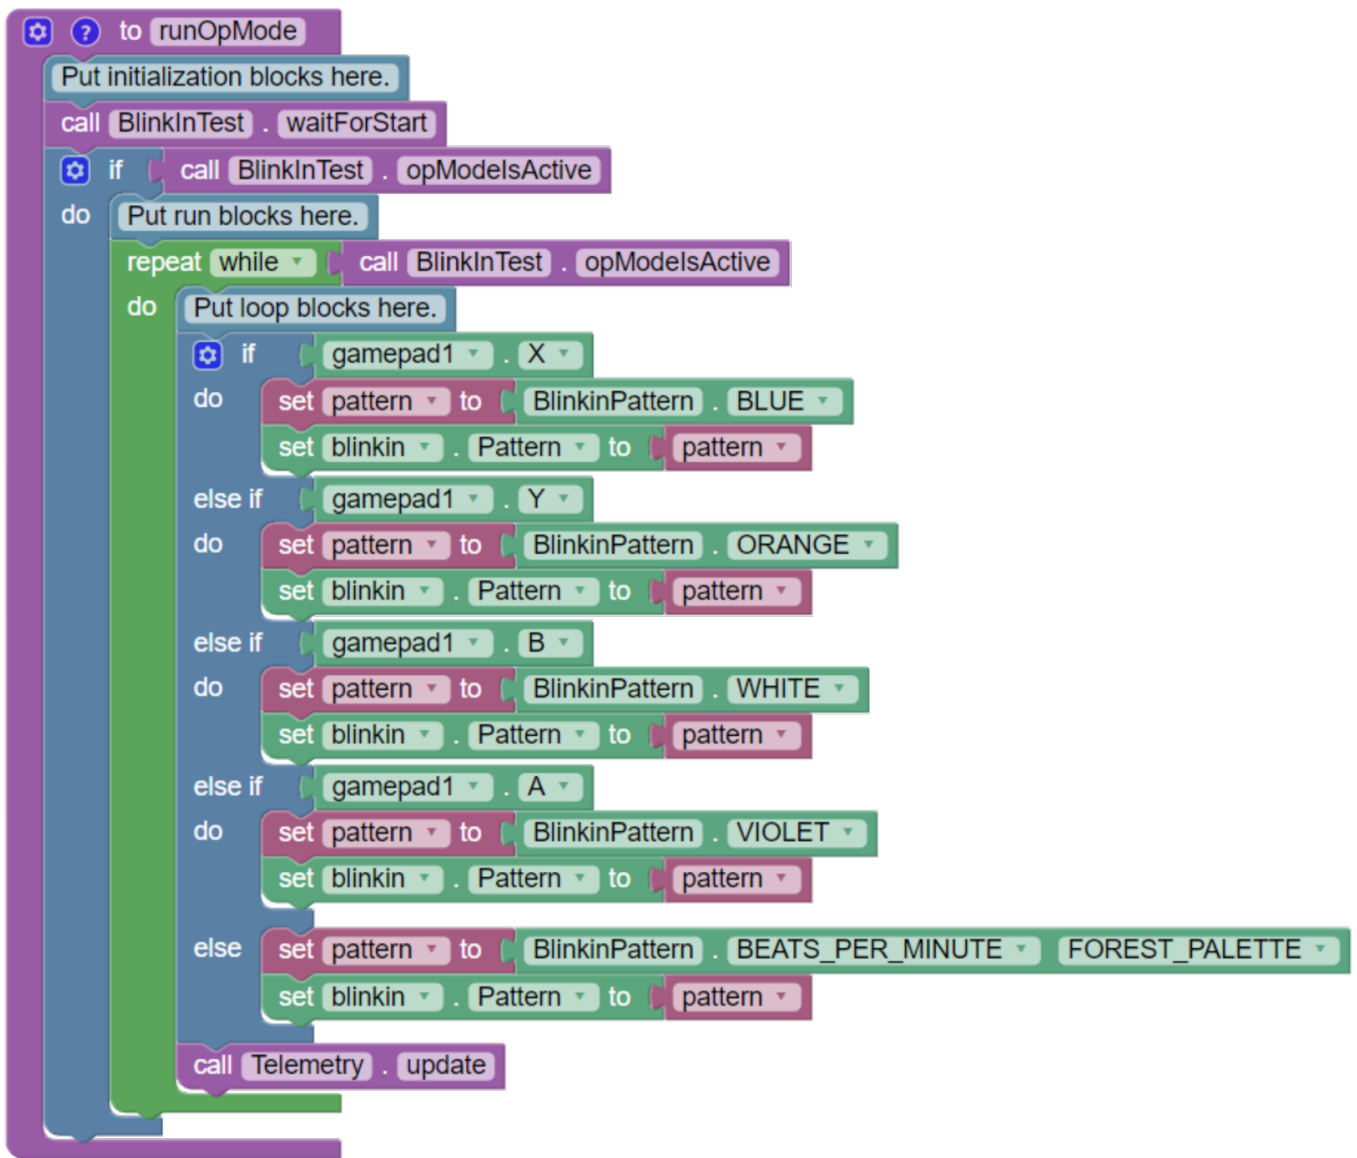 ? to runOpMode
Put initialization blocks here.
call BlinkInTest . waitForStart
if call BlinkInTest . opModeIsActive
do Put run blocks here.
repeat while call BlinkInTest . opModeIsActive
do Put loop blocks here.
if gamepad1 . X
do set pattern to BlinkinPattern . BLUE
set blinkin . Pattern to pattern
else if gamepad1 . Y
do set pattern to BlinkinPattern . ORANGE
set blinkin . Pattern to pattern
else if gamepad1 . B
do set pattern to BlinkinPattern . WHITE
set blinkin . Pattern to pattern
else if gamepad1 . A
do set pattern to BlinkinPattern . VIOLET
set blinkin . Pattern to pattern
else set pattern to BlinkinPattern . BEATS_PER_MINUTE FOREST_PALETTE
set blinkin . Pattern to pattern
call Telemetry . update